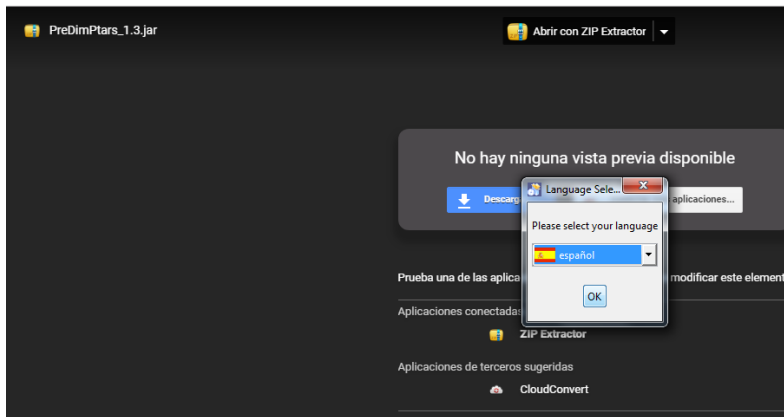 PreDimPtars_1.3.jar
Abrir con ZIP Extractor
No hay ninguna vista previa disponible
Descarg
aplicaciones...
Language Sele...
Please select your language
español
OK
Prueba una de las aplica
modificar este element
Aplicaciones conectada
ZIP Extractor
Aplicaciones de terceros sugeridas
CloudConvert